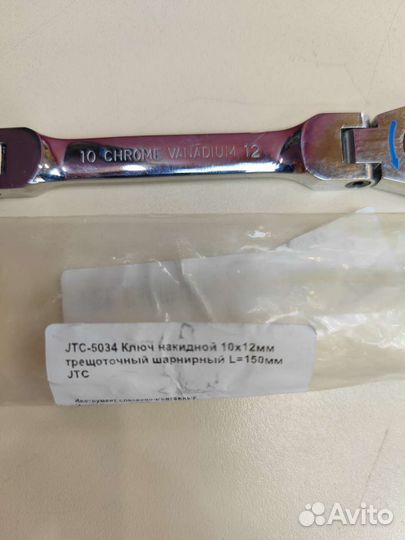 10 CHROME VANADIUM 12
JTC-5034 Ключ накидной 10х12мм
трещоточный шарнирный L=150мм
JTC
Avito